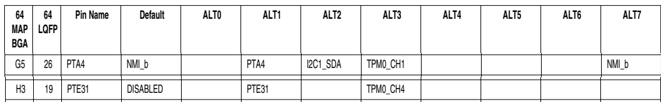 64 MAP BGA 64 LQFP Pin Name Default ALT0 ALT1 ALT2 ALT3 ALT4 ALT5 ALT6 ALT7
G5 26 PTA4 NMI_b PTA4 I2C1_SDA TPM0_CH1 NMI_b
H3 19 PTE31 DISABLED PTE31 TPM0_CH4